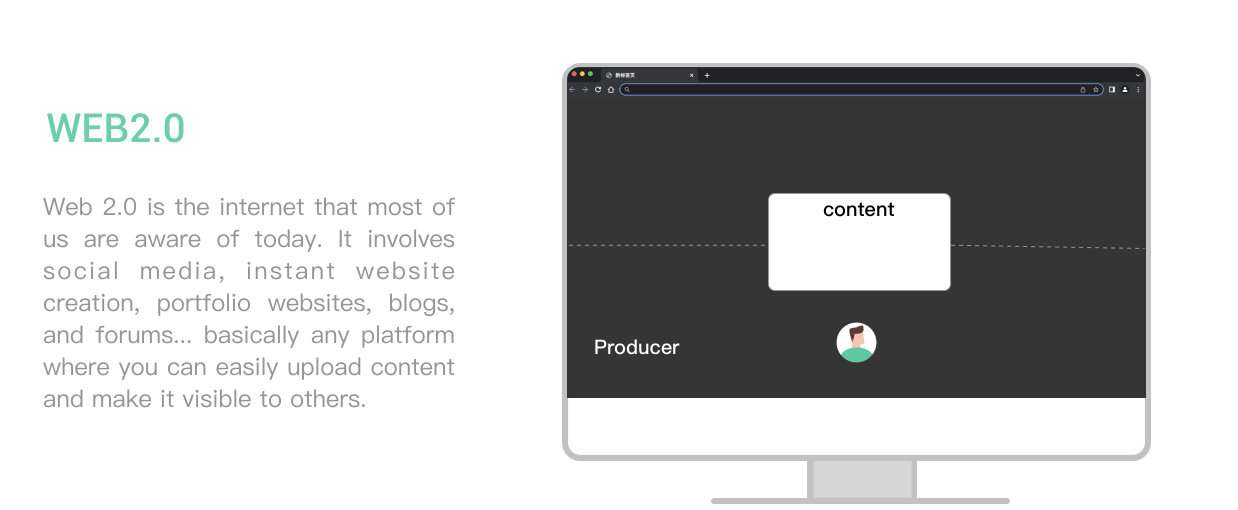 WEB2.0
Web 2.0 is the internet that most of
us are aware of today. It involves
social media, instant website
creation, portfolio websites, blogs,
and forums... basically any platform
where you can easily upload content
and make it visible to others.
content
Producer